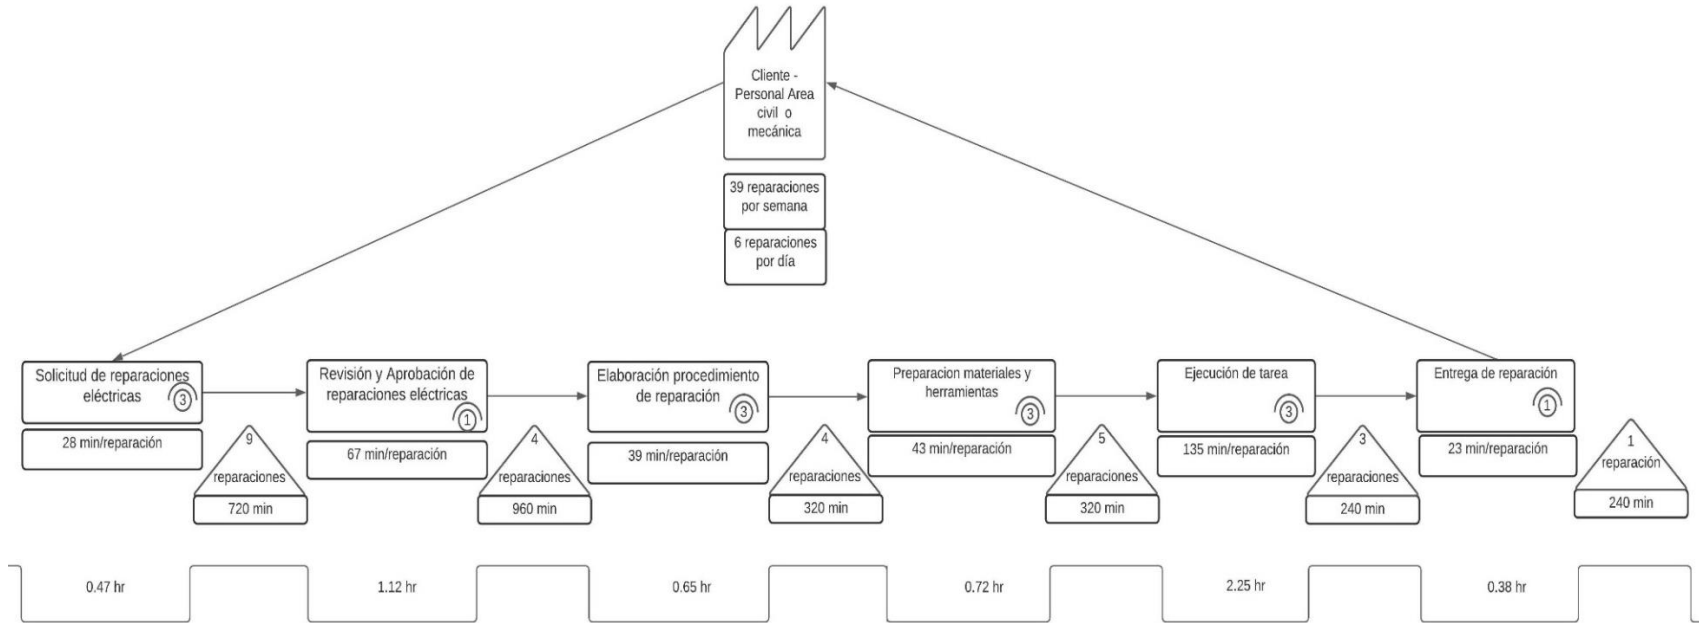 Cliente -
Personal Area
civil o
mecánica
39 reparaciones
por semana
6 reparaciones
por día
Solicitud de reparaciones
eléctricas
3
28 min/reparación
9
reparaciones
720 min
Revisión y Aprobación de
reparaciones eléctricas
1
67 min/reparación
4
reparaciones
960 min
Elaboración procedimiento
de reparación
3
39 min/reparación
4
reparaciones
320 min
Preparacion materiales y
herramientas
3
43 min/reparación
5
reparaciones
320 min
Ejecución de tarea
3
135 min/reparación
3
reparaciones
240 min
Entrega de reparación
1
23 min/reparación
1
reparación
240 min
0.47 hr
1.12 hr
0.65 hr
0.72 hr
2.25 hr
0.38 hr